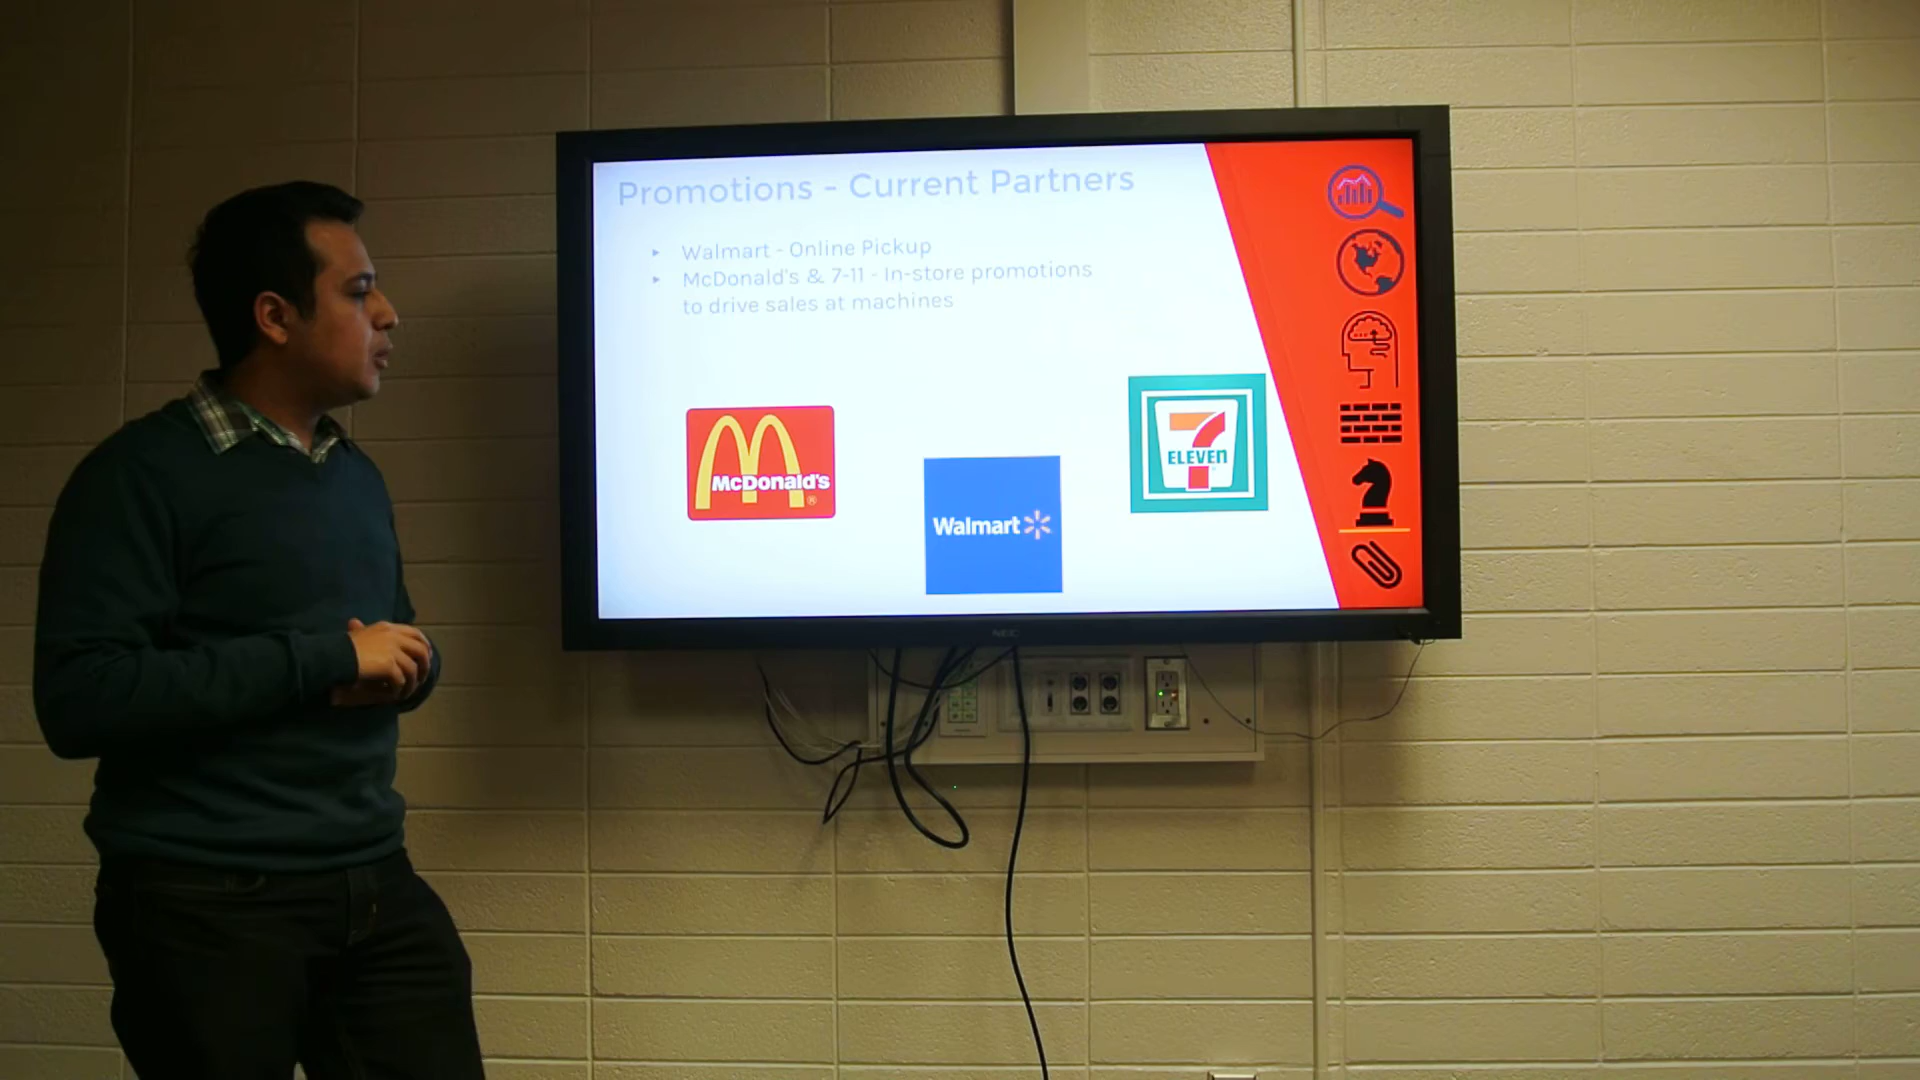 Promotions - Current Partners
Walmart - Online Pickup
McDonald's & 7-11 - In-store promotions
to drive sales at machines
McDonald's
Walmart
7
ELEVEN
NEC